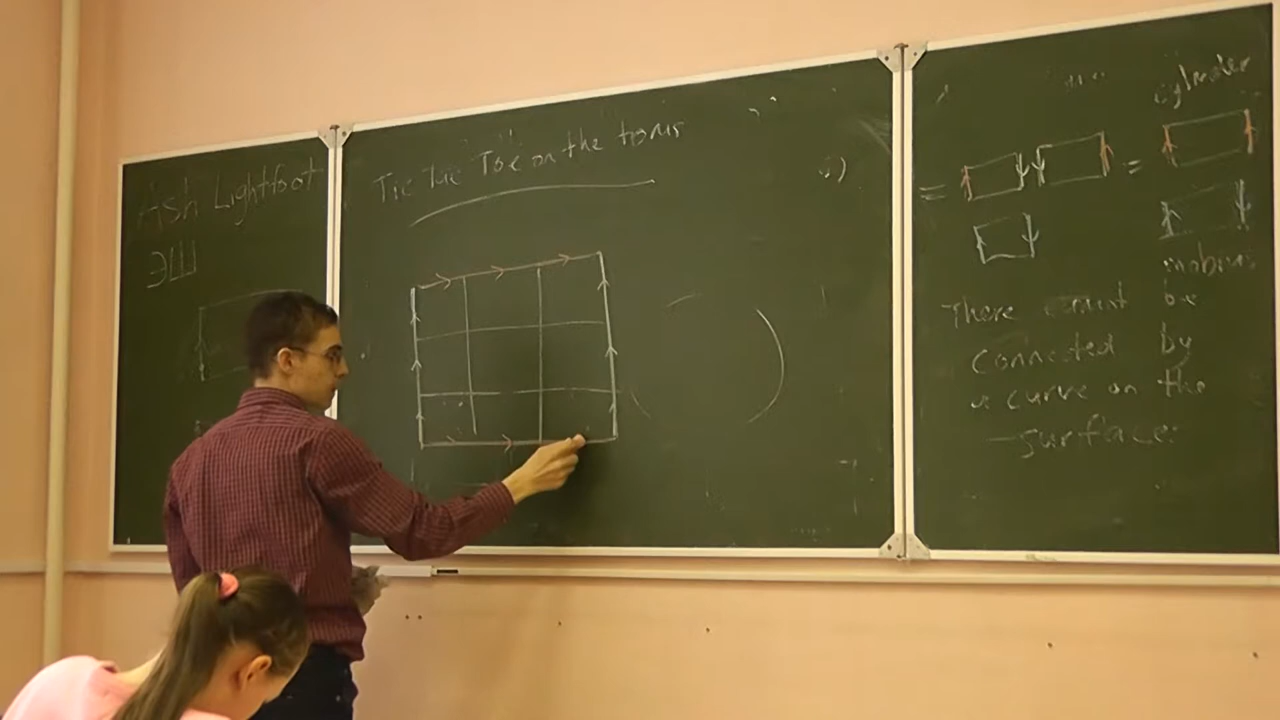 Ash Lightfoot
ЭШ
Tic Tac Toe on the torus
cylinder
=
=
mobius
There must be
connected by
a curve on the
surface.